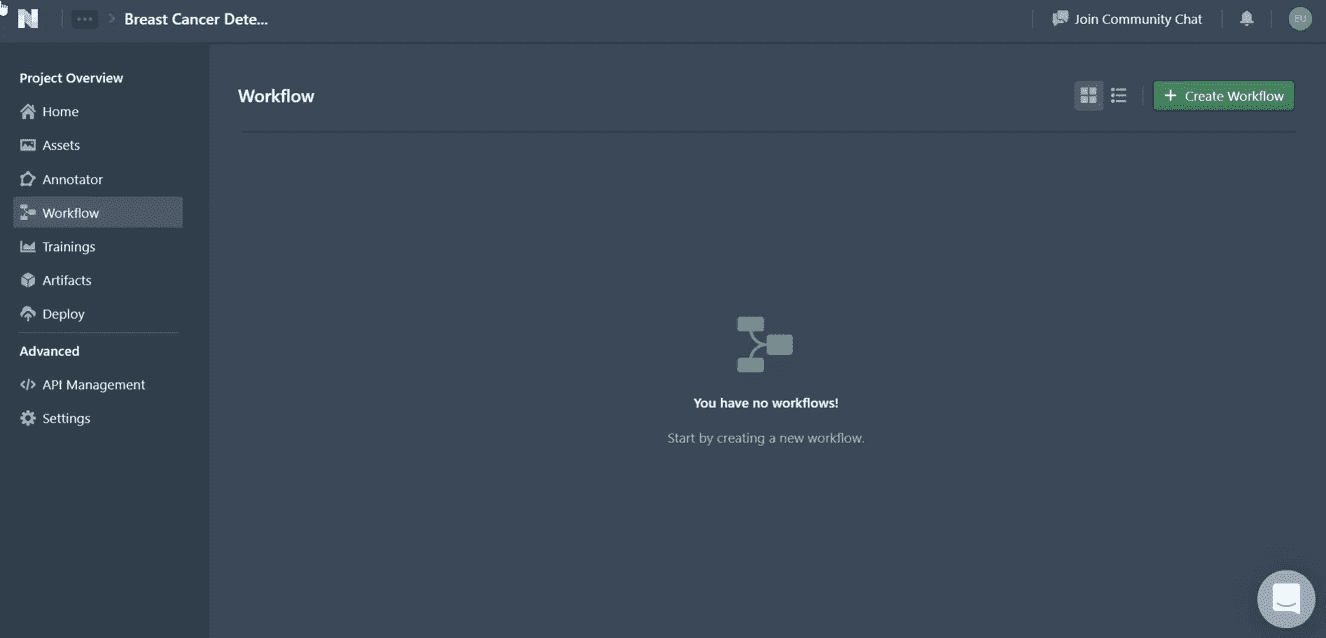 Breast Cancer Dete...
Join Community Chat
EU
Project Overview
Home
Assets
Annotator
Workflow
Trainings
Artifacts
Deploy
Advanced
API Management
Settings
Workflow
+ Create Workflow
You have no workflows!
Start by creating a new workflow.